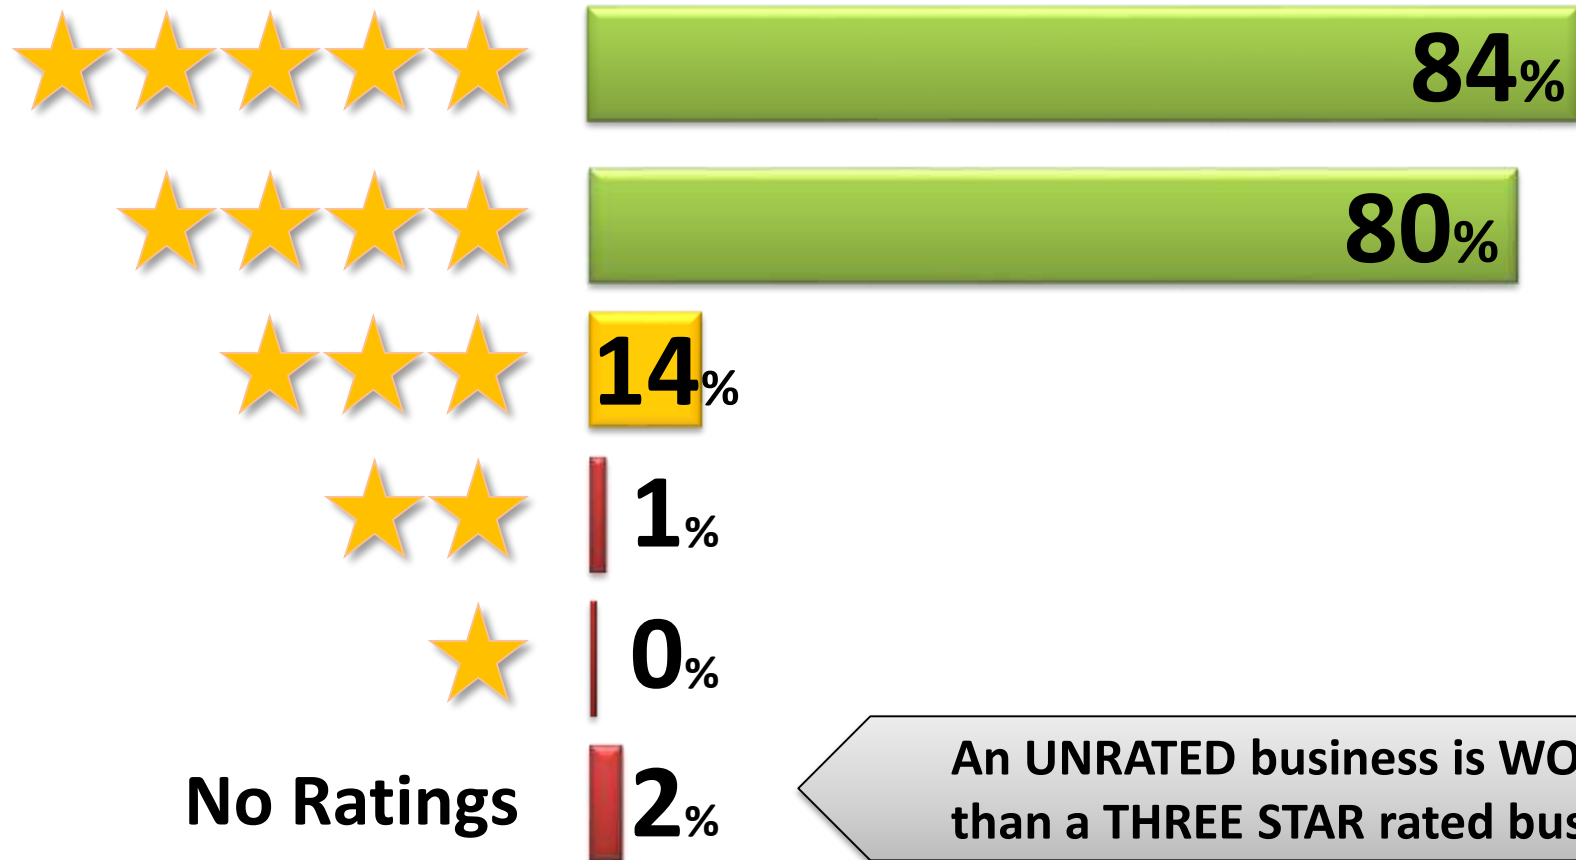 84%
80%
14%
1%
0%
No Ratings 2%
An UNRATED business is
than a THREE STAR rated